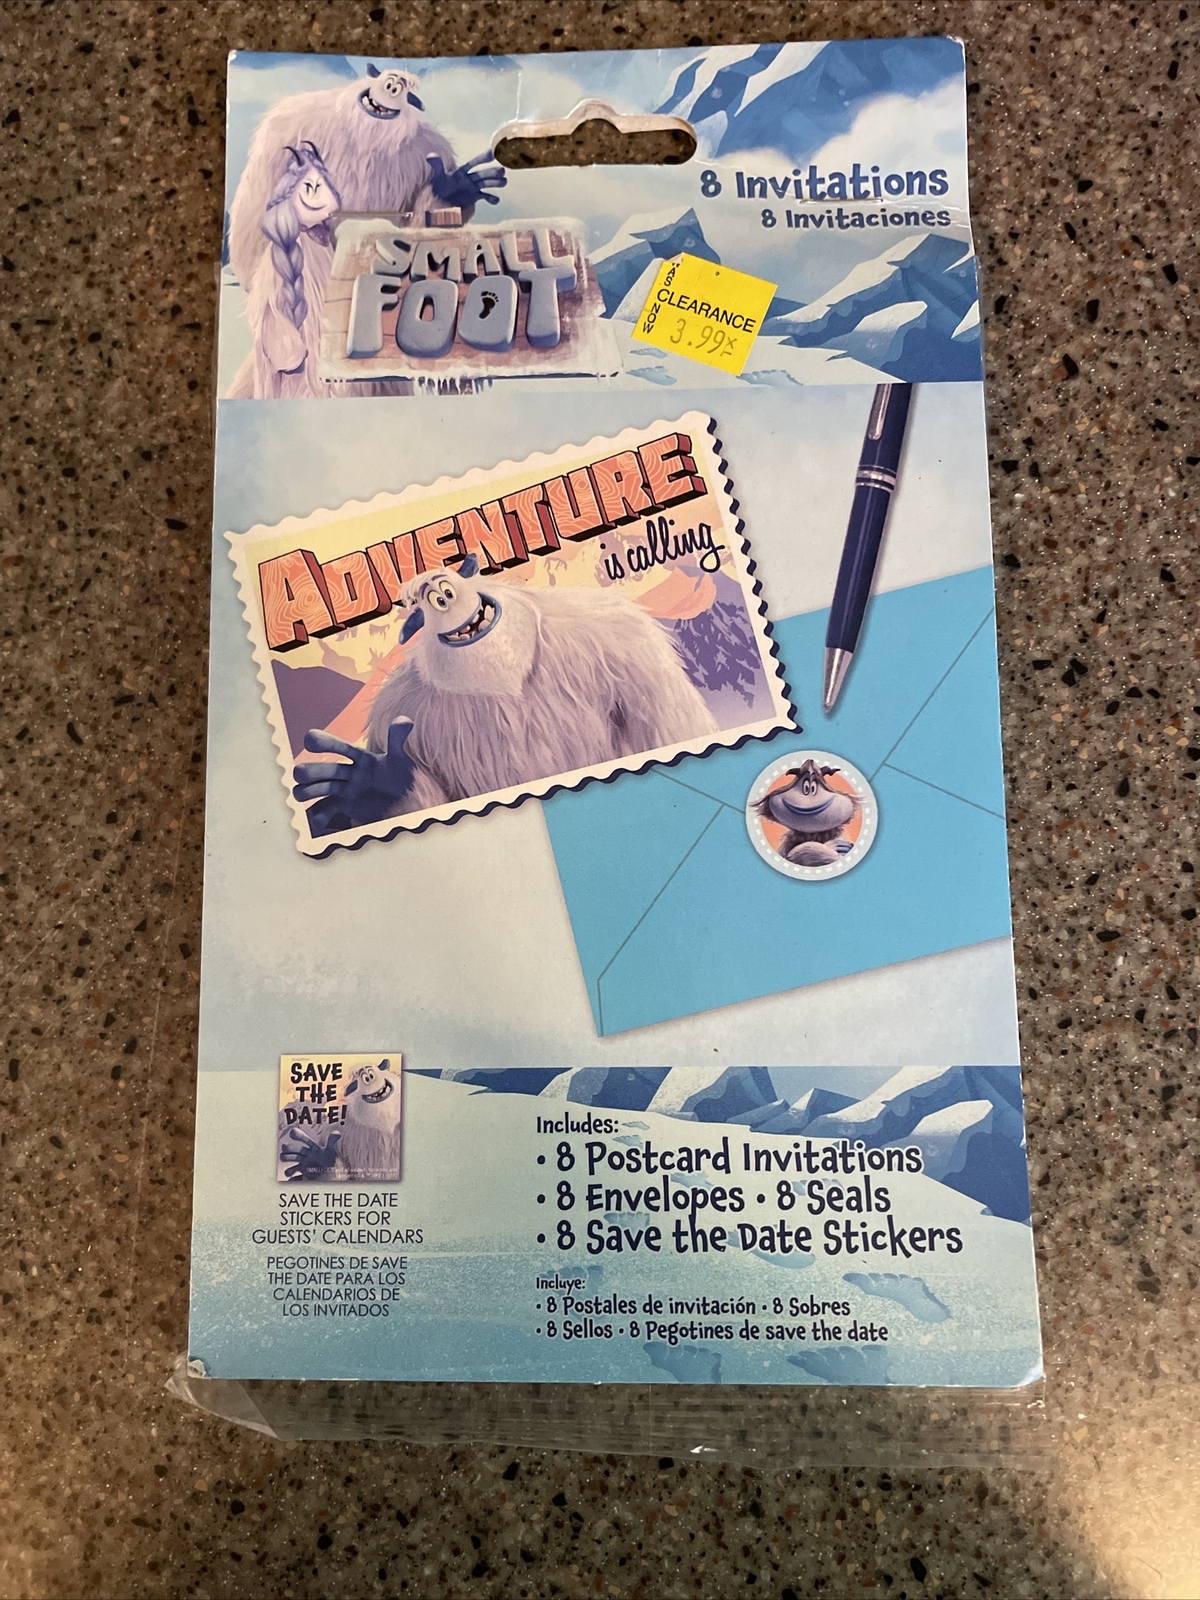 8 Invitations
8 Invitaciones
SMALL
FOOT
WAS
CLEARANCE
NOW
3.99
ADVENTURE
is calling
SAVE
THE
DATE!
SAVE THE DATE
STICKERS FOR
GUESTS' CALENDARS
PEGOTINES DE SAVE
THE DATE PARA LOS
CALENDARIOS DE
LOS INVITADOS
Includes:
• 8 Postcard Invitations
• 8 Envelopes • 8 Seals
• 8 Save the Date Stickers
Incluye:
• 8 Postales de invitación • 8 Sobres
• 8 Sellos • 8 Pegotines de save the date